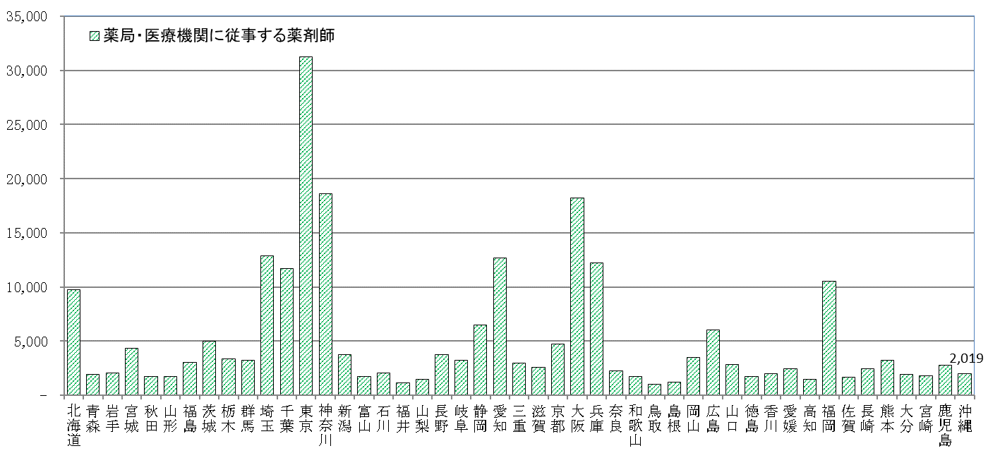 35,000
30,000
25,000
20,000
15,000
10,000
5,000
–
薬局・医療機関に従事する薬剤師
2,019
北海道
青森
岩手
宮城
秋田
山形
福島
茨城
栃木
群馬
埼玉
千葉
東京
神奈川
新潟
富山
石川
福井
山梨
長野
岐阜
静岡
愛知
三重
滋賀
京都
大阪
兵庫
奈良
和歌山
鳥取
島根
岡山
広島
山口
徳島
香川
愛媛
高知
福岡
佐賀
長崎
熊本
大分
宮崎
鹿児島
沖縄